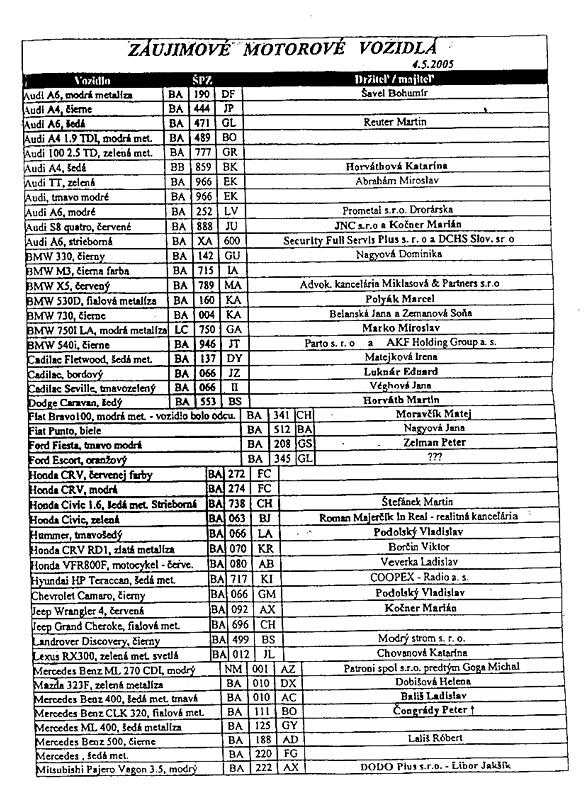 ZÁUJIMOVÉ MOTOROVÉ VOZIDLÁ
4.5.2005
Vozidlo ŠPZ Držiteľ / majiteľ
Audi A6, modrá metalíza BA 190 DF Šavel Bohumír
Audi A4, čierne BA 444 JP
Audi A6, šedá BA 471 GL Reuter Martin
Audi A4 1.9 TDI, modrá met. BA 489 BO
Audi 100 2.5 TD, zelená met. BA 777 GR
Audi A4, šedá BB 859 BK Horváthová Katarína
Audi TT, zelená BA 966 EK Abrahám Miroslav
Audi, tmavo modré BA 966 EK
Audi A6, modré BA 252 LV Prometal s.r.o. Drorárska
Audi S8 quatro, červené BA 888 JU JNC s.r.o a Kočner Marián
Audi A6, strieborná BA XA 600 Security Full Servis Plus s. r. o a DCHS Slov. sr o
BMW 330, čierny BA 142 GU Nagyová Dominika
BMW M3, čierna farba BA 715 IA
BMW X5, červený BA 789 MA Advok. kancelária Miklasová & Partners s.r.o
BMW 530D, fialová metalíza BA 160 KA Polyák Marcel
BMW 730, čierne BA 004 KA Belanská Jana a Zemanová Soňa
BMW 750I LA, modrá metalíza LC 750 GA Marko Miroslav
BMW 540i, čierne BA 946 JT Parto s. r. o a AKF Holding Group a. s.
Cadilac Fletwood, šedá met. BA 137 DY Matejková Irena
Cadilac, bordový BA 066 JZ Luknár Eduard
Cadilac Seville, tmavozelený BA 066 II Véghová Jana
Dodge Caravan, šedý BA 553 BS Horváth Martin
Fiat Bravo100, modrá met. - vozidlo bolo odcu. BA 341 CH Moravčík Matej
Fiat Punto, biele BA 512 BA Nagyová Jana
Ford Fiesta, tmavo modrá BA 208 GS Zelman Peter
Ford Escort, oranžový BA 345 GL ???
Honda CRV, červenej farby BA 272 FC
Honda CRV, modrá BA 274 FC
Honda Civic 1.6, šedá met. Strieborná BA 738 CH Štefánek Martin
Honda Civic, zelená BA 063 BJ Roman Majerčík In Real - realitná kancelária
Hummer, tmavošedý BA 066 LA Podolský Vladislav
Honda CRV RD1, zlatá metalíza BA 070 KR Borčin Viktor
Honda VFR800F, motocykel - červe. BA 080 AB Veverka Ladislav
Hyundai HP Teraccan, šedá met. BA 717 KI COOPEX - Radio a. s.
Chevrolet Camaro, čierny BA 066 GM Podolský Vladislav
Jeep Wrangler 4, červená BA 092 AX Kočner Marián
Jeep Grand Cheroke, fialová met. BA 696 CH
Landrover Discovery, čierny BA 499 BS Modrý strom s. r. o.
Lexus RX300, zelená met. svetlá BA 012 JL Chovanová Katarína
Mercedes Benz ML 270 CDI, modrý NM 001 AZ Patroni spol s.r.o. predtým Goga Michal
Mazda 323F, zelená metalíza BA 010 DX Dobišová Helena
Mercedes Benz 400, šedá met. tmavá BA 010 AC Bališ Ladislav
Mercedes Benz CLK 320, fialová met. BA 111 BO Čongrády Peter †
Mercedes ML 400, šedá metalíza BA 125 GY
Mercedes Benz 500, čierne BA 188 AD Lališ Róbert
Mercedes , šedá met. BA 220 FG
Mitsubishi Pajero Vagon 3.5, modrý BA 222 AX DODO Plus s.r.o. - Libor Jakšík